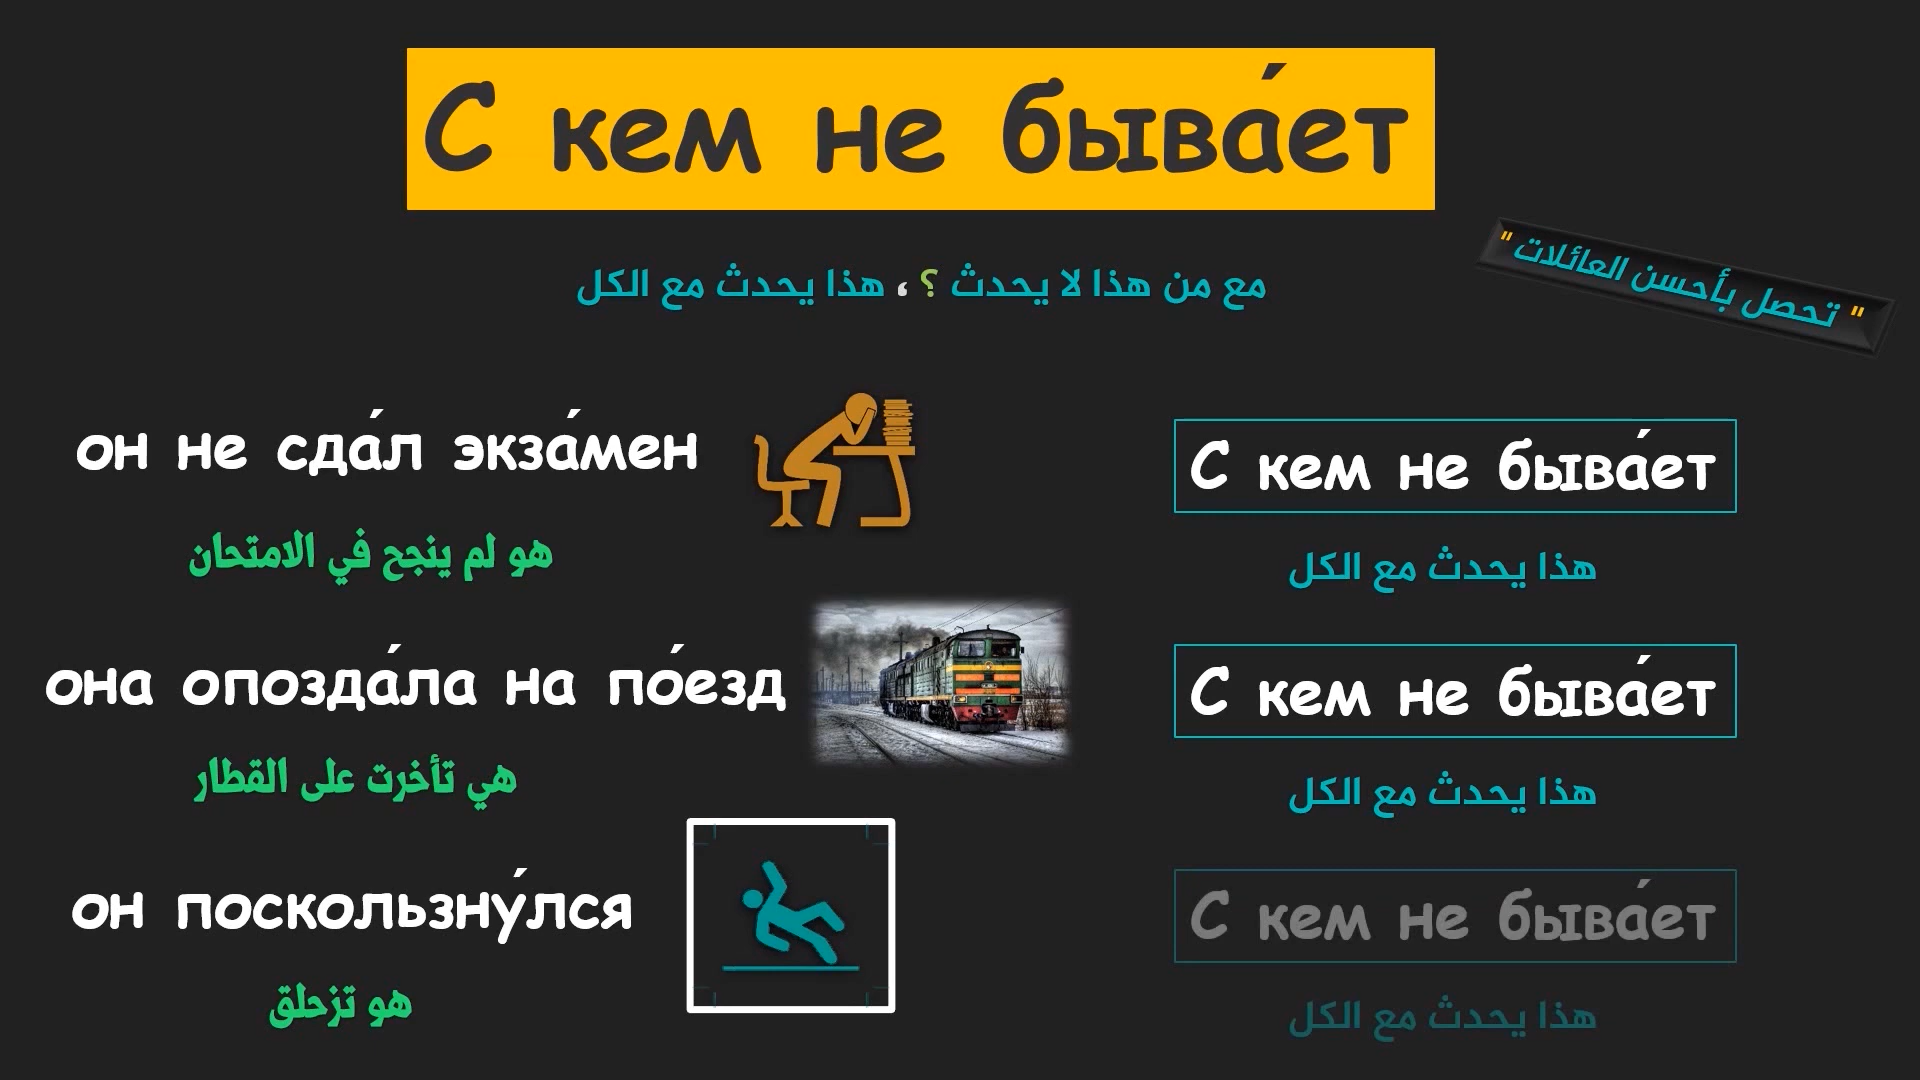 С кем не быва́ет
مع من هذا لا يحدث ؟ ، هذا يحدث مع الكل
" تحصل بأحسن العائلات "
он не сда́л экза́мен
С кем не быва́ет
هو لم ينجح في الامتحان
هذا يحدث مع الكل
она опозда́ла на по́езд
С кем не быва́ет
هي تأخرت على القطار
هذا يحدث مع الكل
он поскользну́лся
С кем не быва́ет
هو تزحلق
هذا يحدث مع الكل